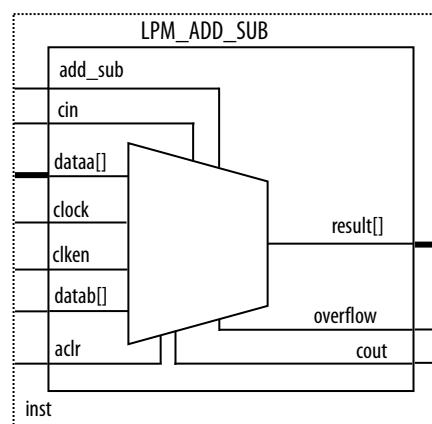 LPM_ADD_SUB
add_sub
cin
dataa[]
clock
result[]
clken
datab[]
overflow
aclr
cout
inst